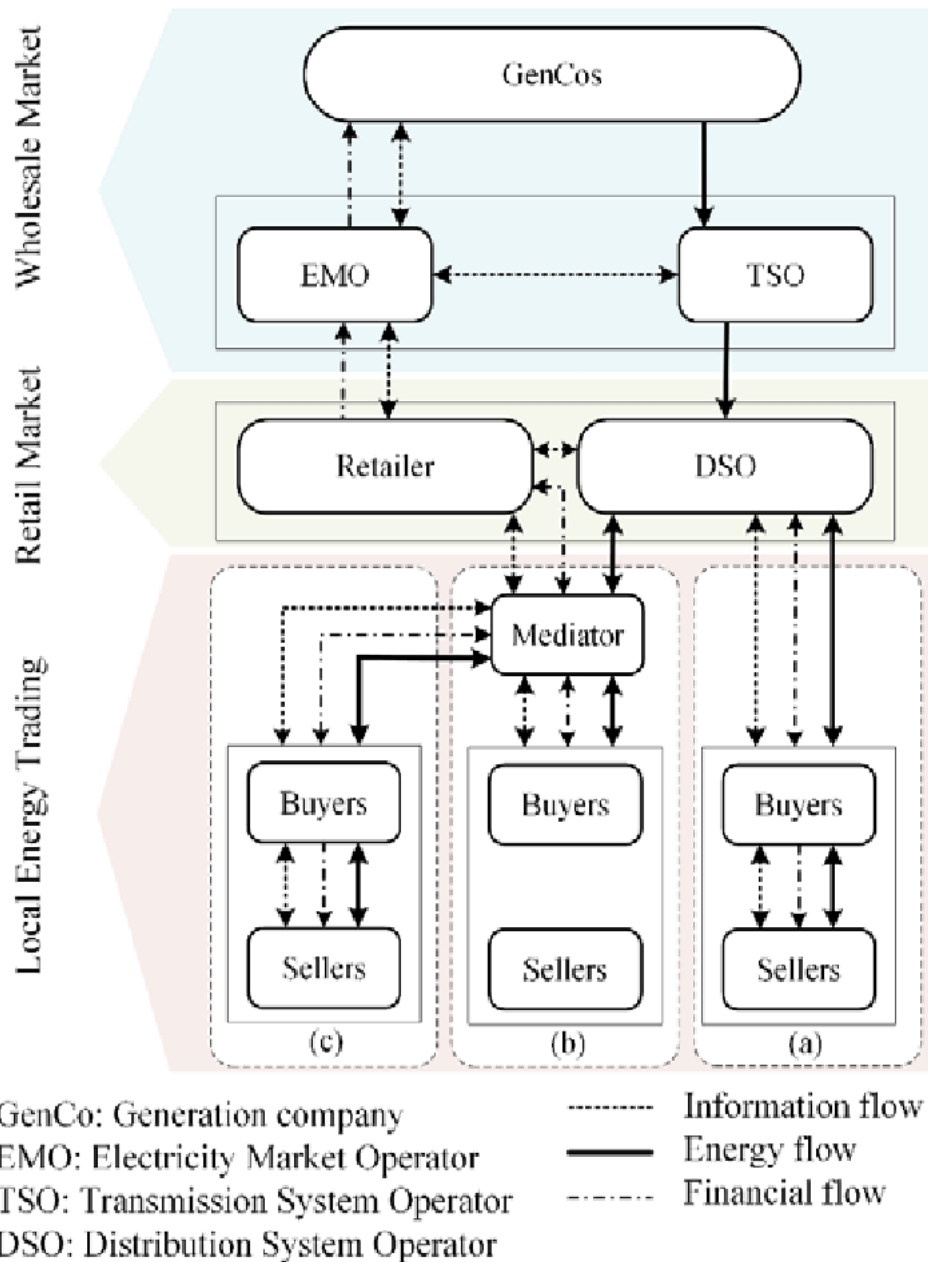 Wholesale Market
GenCos
EMO
TSO
Retail Market
Retailer
DSO
Local Energy Trading
Mediator
Buyers
Buyers
Buyers
Sellers
Sellers
Sellers
(c)
(b)
(a)
GenCo: Generation company
EMO: Electricity Market Operator
TSO: Transmission System Operator
DSO: Distribution System Operator
Information flow
Energy flow
Financial flow